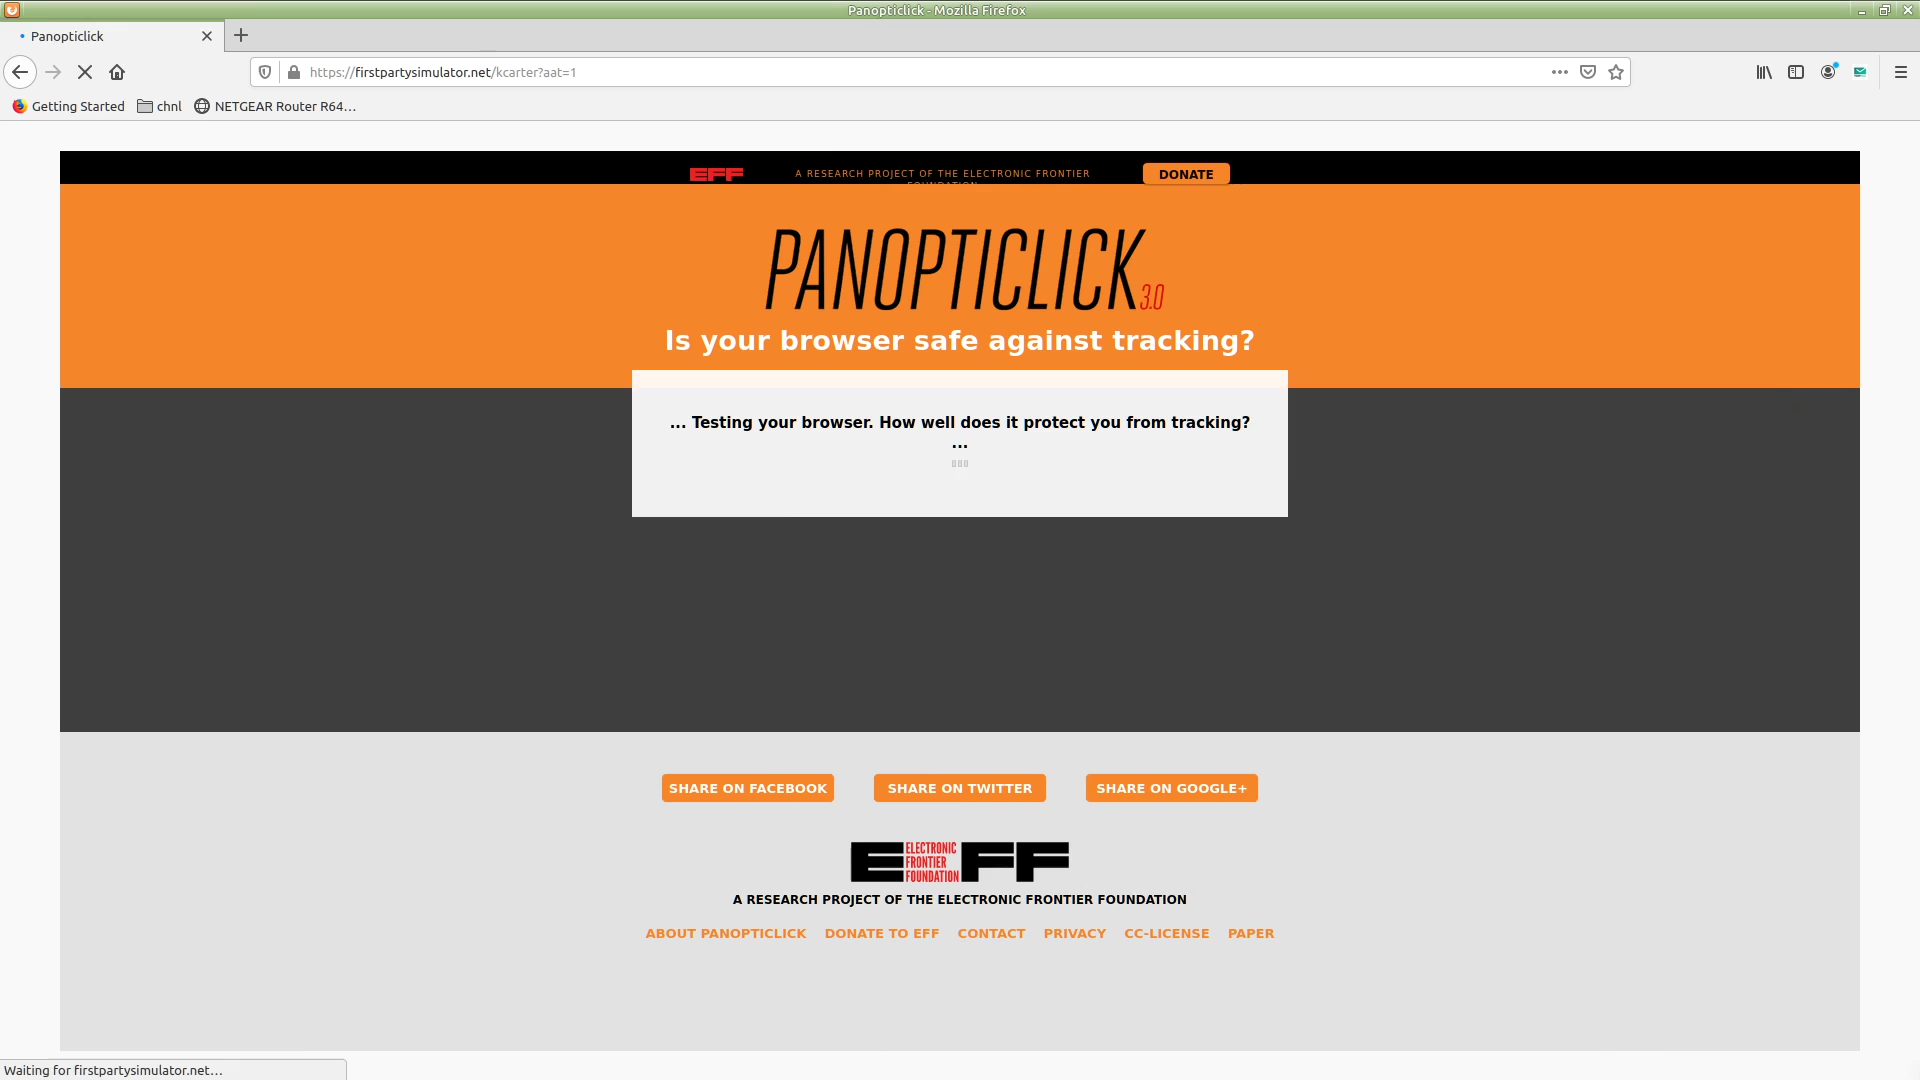 Panopticlick - Mozilla Firefox
Panopticlick
https://firstpartysimulator.net/kcarter?aat=1
Getting Started chnl NETGEAR Router R64…
EFF A RESEARCH PROJECT OF THE ELECTRONIC FRONTIER FOUNDATION DONATE
PANOPTICLICK 3.0
Is your browser safe against tracking?
... Testing your browser. How well does it protect you from tracking?
...
SHARE ON FACEBOOK SHARE ON TWITTER SHARE ON GOOGLE+
EFF ELECTRONIC FRONTIER FOUNDATION
A RESEARCH PROJECT OF THE ELECTRONIC FRONTIER FOUNDATION
ABOUT PANOPTICLICK DONATE TO EFF CONTACT PRIVACY CC-LICENSE PAPER
Waiting for firstpartysimulator.net…